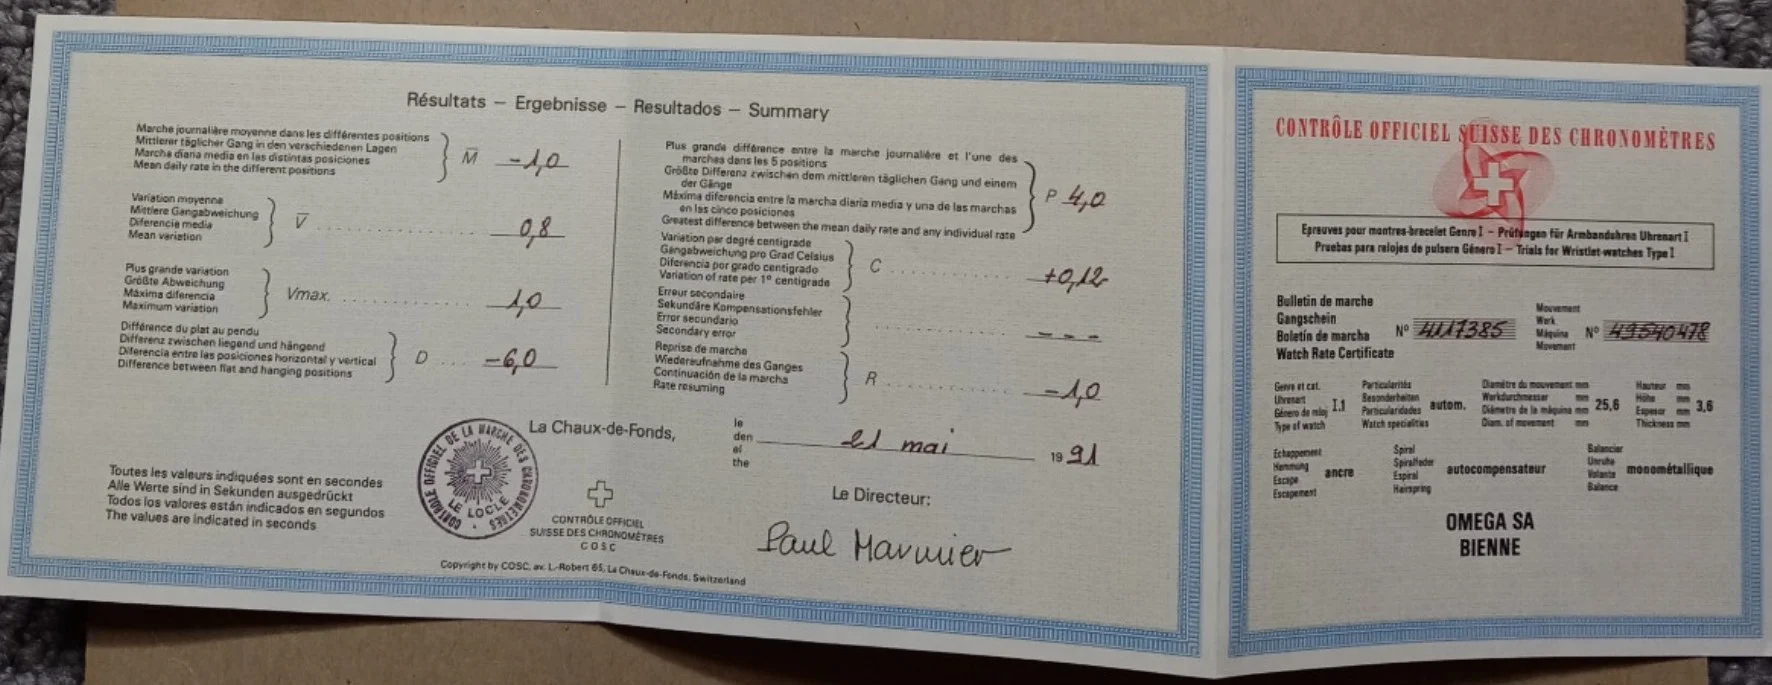 Résultats – Ergebnisse – Resultados – Summary
Marche journalière moyenne dans les différentes positions
Mittlerer täglicher Gang in den verschiedenen Lagen
Marcha diaria media en las distintas posiciones
Mean daily rate in the different positions
M̅ –1,0
Variation moyenne
Mittlere Gangabweichung
Diferencia media
Mean variation
V̅ 0,8
Plus grande variation
Größte Abweichung
Máxima diferencia
Maximum variation
Vmax. 1,0
Différence du plat au pendu
Differenz zwischen liegend und hängend
Diferencia entre las posiciones horizontal y vertical
Difference between flat and hanging positions
D –6,0
Plus grande différence entre la marche journalière et l'une des
marches dans les 5 positions
Größte Differenz zwischen dem mittleren täglichen Gang und einem
der Gänge
Máxima diferencia entre la marcha diaria media y una de las marchas
en las cinco posiciones
Greatest difference between the mean daily rate and any individual rate
P 4,0
Variation par degré centigrade
Gangabweichung pro Grad Celsius
Diferencia por grado centigrado
Variation of rate per 1° centigrade
C +0,12
Erreur secondaire
Sekundäre Kompensationsfehler
Error secundario
Secondary error
– – –
Reprise de marche
Wiederaufnahme des Ganges
Continuación de la marcha
Rate resuming
R –1,0
La Chaux-de-Fonds,
le
den
el
the
21 mai 1991
CONTRÔLE OFFICIEL DE LA MARCHE DES CHRONOMÈTRES
LE LOCLE
Toutes les valeurs indiquées sont en secondes
Alle Werte sind in Sekunden ausgedrückt
Todos los valores están indicados en segundos
The values are indicated in seconds
CONTRÔLE OFFICIEL
SUISSE DES CHRONOMÈTRES
COSC
Le Directeur:
Paul Marmier
Copyright by COSC, av. L.-Robert 65, La Chaux-de-Fonds, Switzerland
CONTRÔLE OFFICIEL SUISSE DES CHRONOMÈTRES
Epreuves pour montres-bracelet Genre I – Prüfungen für Armbanduhren Uhrenart I
Pruebas para relojes de pulsera Género I – Trials for Wristlet-watches Type I
Bulletin de marche
Gangschein
Boletin de marcha
Watch Rate Certificate
N° 4117385
Mouvement
Werk
Máquina
Movement
N° 49540478
Genre et cat.
Uhrenart
Género de reloj
Type of watch
I.1
Particularités
Besonderheiten
Particularidades
Watch specialities
autom.
Diamètre du mouvement mm
Werkdurchmesser mm
Diámetro de la máquina mm
Diam. of movement mm
25,6
Hauteur mm
Höhe mm
Espesor mm
Thickness mm
3,6
Echappement
Hemmung
Escape
Escapement
ancre
Spiral
Spiralfeder
Espiral
Hairspring
autocompensateur
Balancier
Unruhe
Volante
Balance
monométallique
OMEGA SA
BIENNE